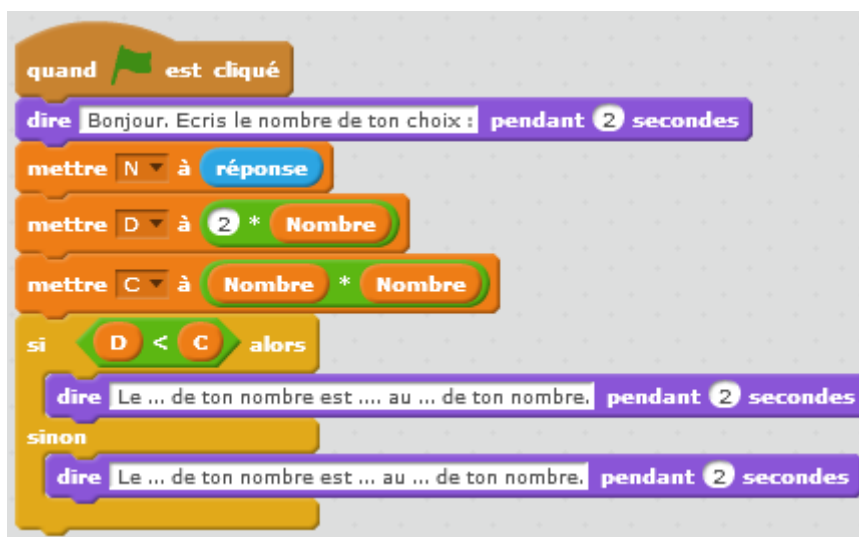 quand est cliqué
dire Bonjour. Ecris le nombre de ton choix : pendant 2 secondes
mettre N à réponse
mettre D à 2 * Nombre
mettre C à Nombre * Nombre
si D < C alors
dire Le ... de ton nombre est .... au ... de ton nombre. pendant 2 secondes
sinon
dire Le ... de ton nombre est ... au ... de ton nombre. pendant 2 secondes